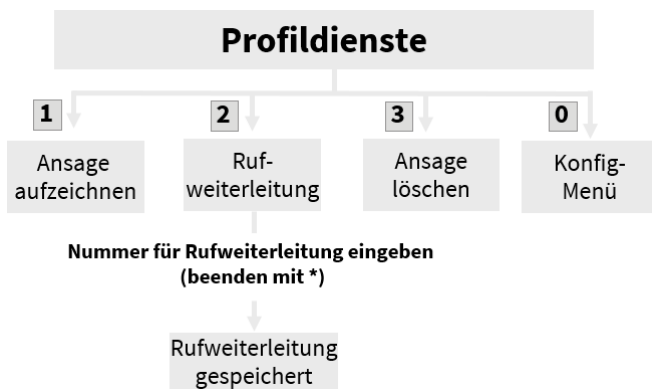 Profildienste
1
2
3
0
Ansage
aufzeichnen
Ruf-
weiterleitung
Ansage
löschen
Konfig-
Menü
Nummer für Rufweiterleitung eingeben
(beenden mit *)
Rufweiterleitung
gespeichert